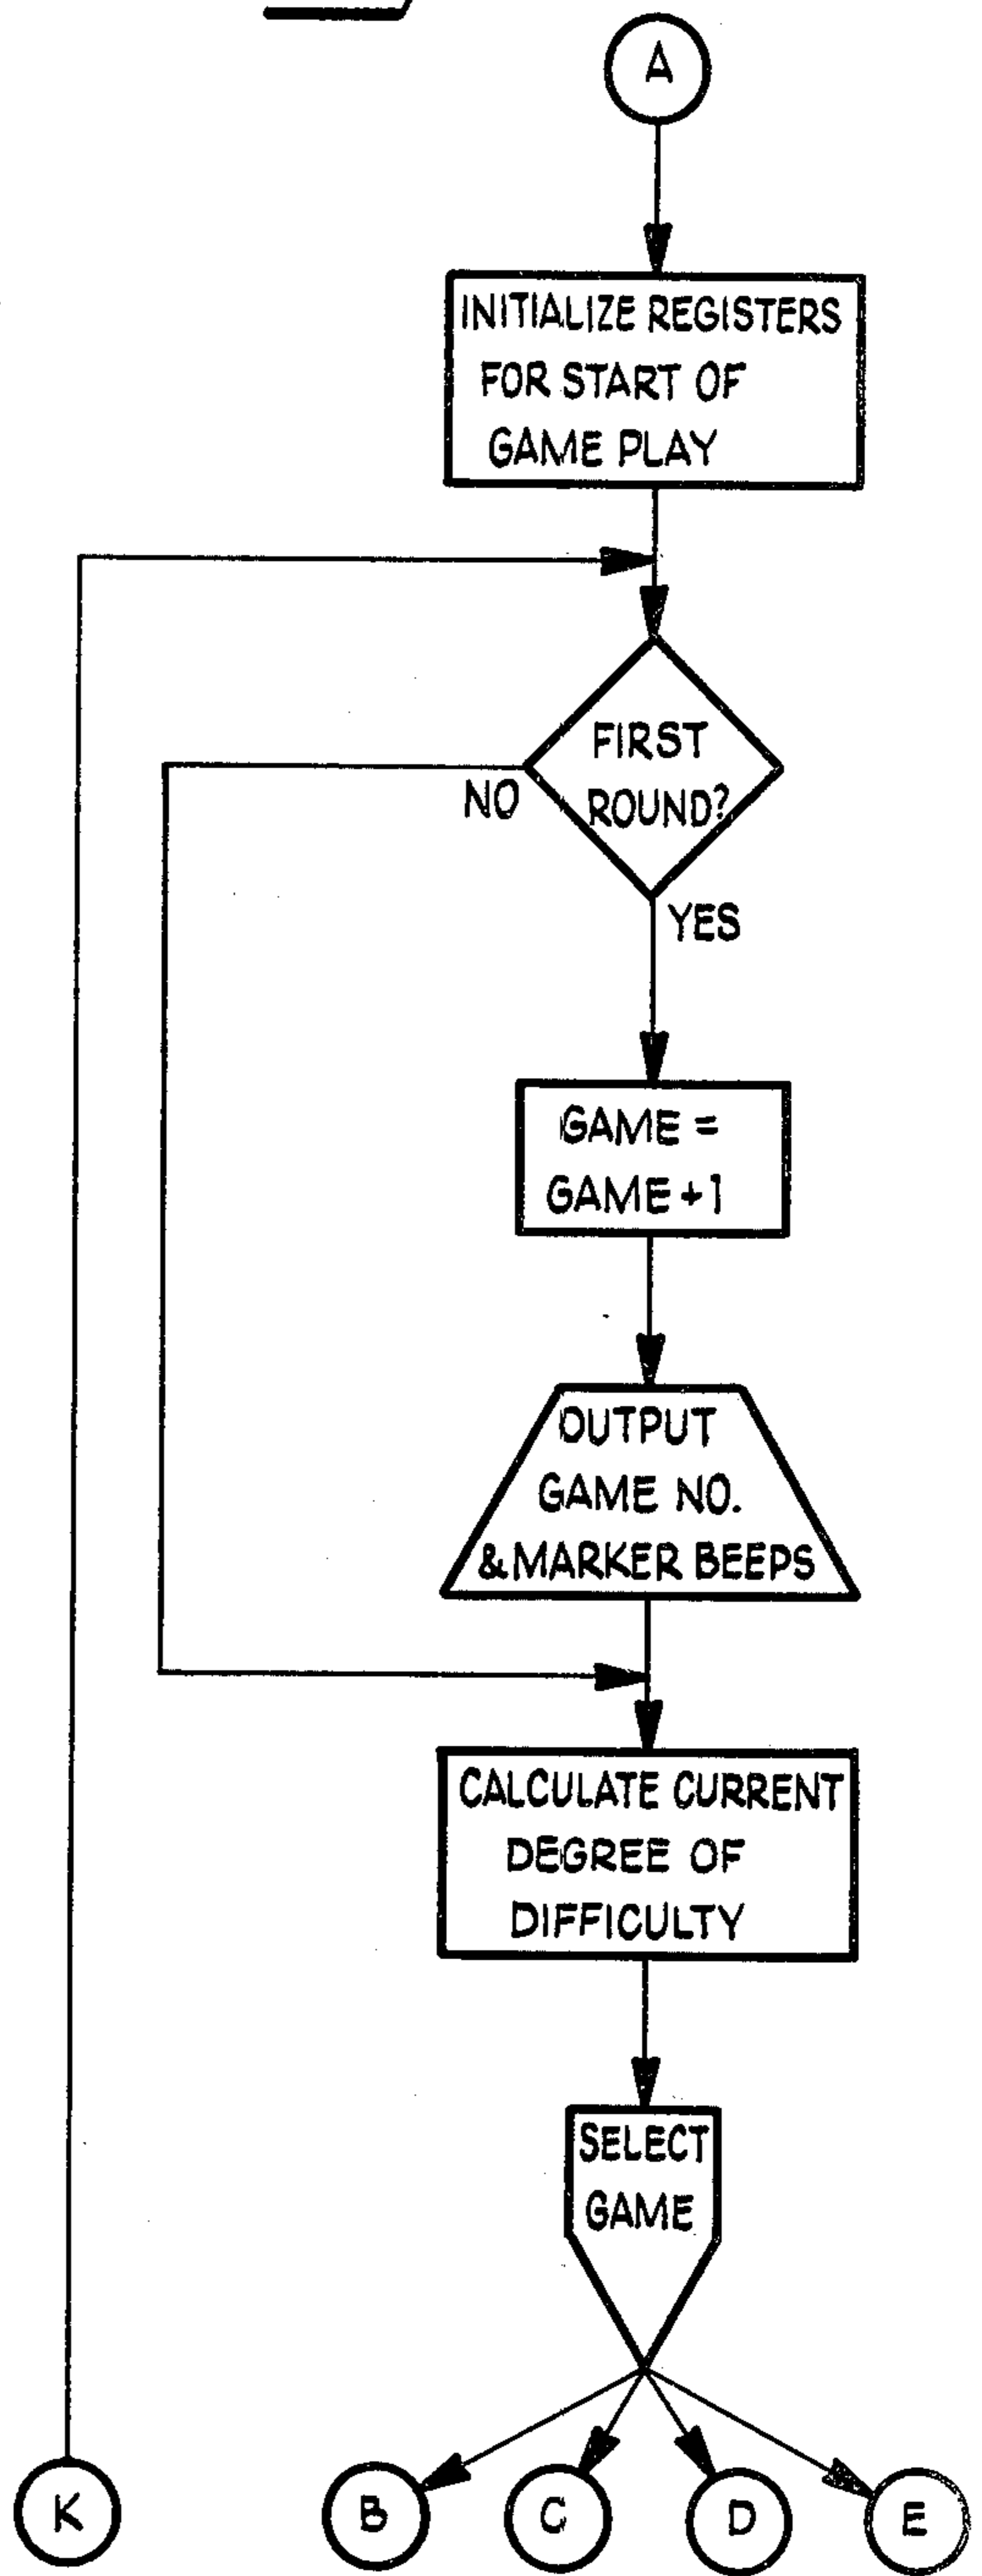 A
INITIALIZE REGISTERS
FOR START OF
GAME PLAY
FIRST
ROUND?
NO
YES
GAME =
GAME +1
OUTPUT
GAME NO.
& MARKER BEEPS
CALCULATE CURRENT
DEGREE OF
DIFFICULTY
SELECT
GAME
K
B
C
D
E